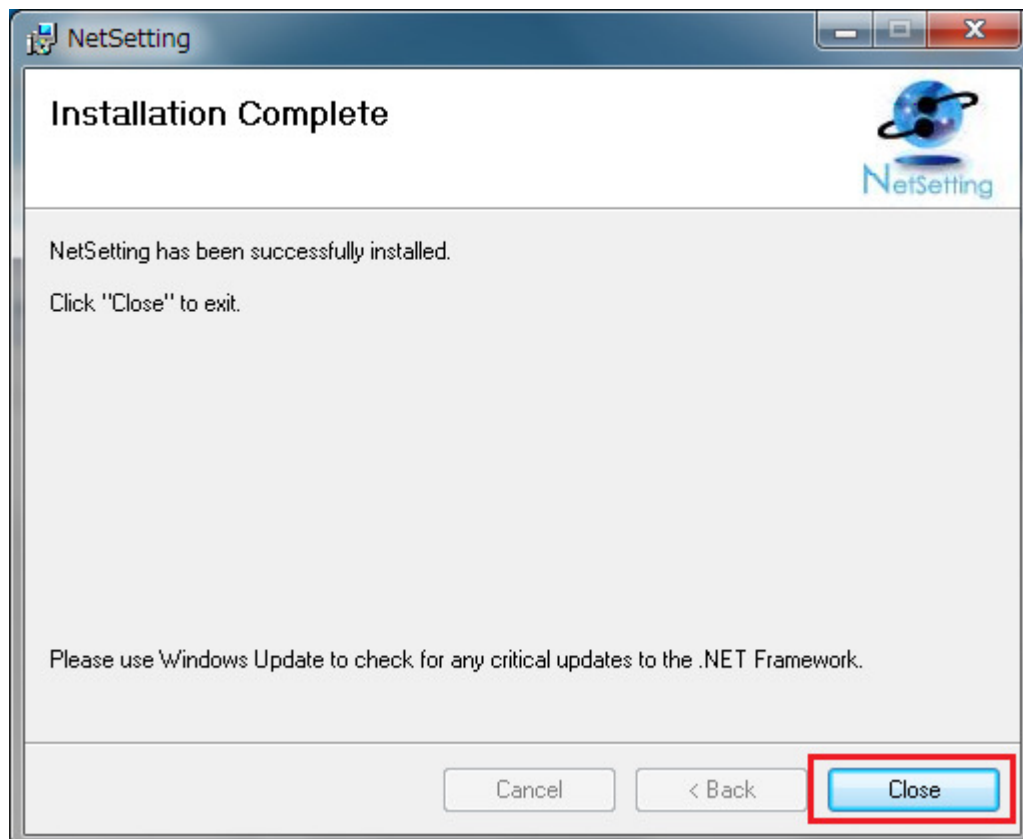 NetSetting
Installation Complete
NetSetting
NetSetting has been successfully installed.
Click "Close" to exit.
Please use Windows Update to check for any critical updates to the .NET Framework.
Cancel
< Back
Close